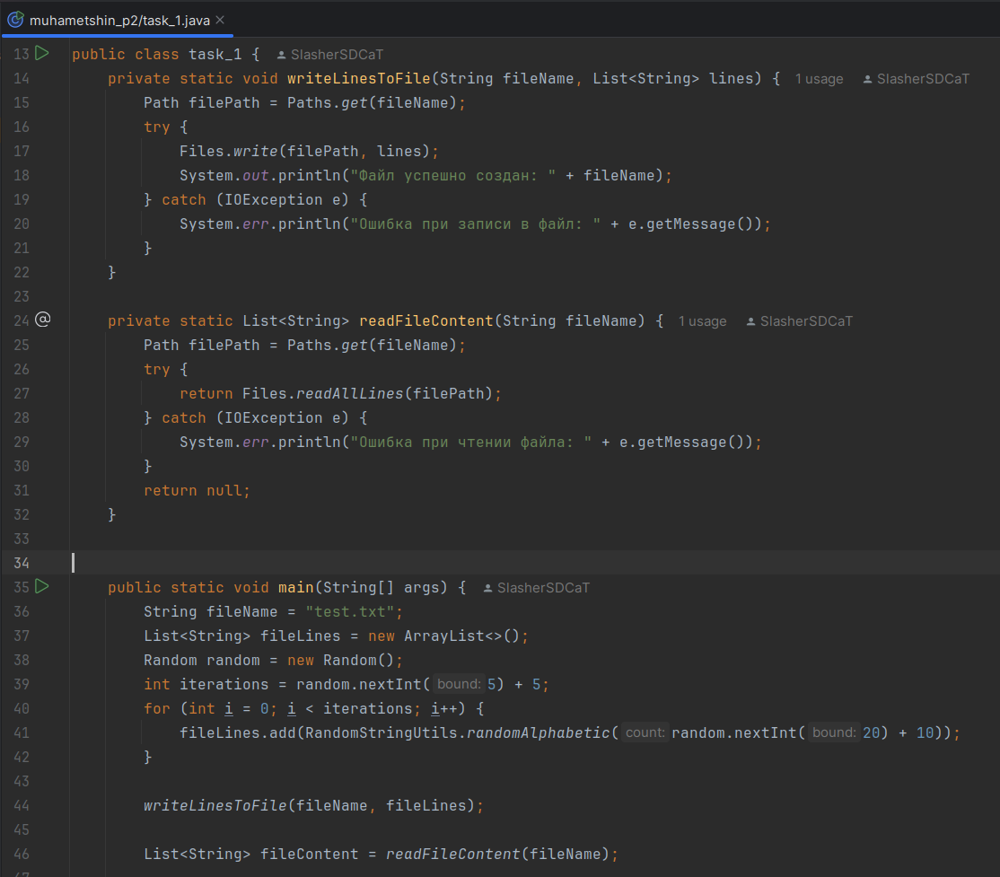 muhametshin_p2/task_1.java
13 public class task_1 { SlasherSDCaT
14 private static void writeLinesToFile(String fileName, List<String> lines) { 1 usage SlasherSDCaT
15 Path filePath = Paths.get(fileName);
16 try {
17 Files.write(filePath, lines);
18 System.out.println("Файл успешно создан: " + fileName);
19 } catch (IOException e) {
20 System.err.println("Ошибка при записи в файл: " + e.getMessage());
21 }
22 }
23
24 @ private static List<String> readFileContent(String fileName) { 1 usage SlasherSDCaT
25 Path filePath = Paths.get(fileName);
26 try {
27 return Files.readAllLines(filePath);
28 } catch (IOException e) {
29 System.err.println("Ошибка при чтении файла: " + e.getMessage());
30 }
31 return null;
32 }
33
34
35 public static void main(String[] args) { SlasherSDCaT
36 String fileName = "test.txt";
37 List<String> fileLines = new ArrayList<>();
38 Random random = new Random();
39 int iterations = random.nextInt( bound: 5) + 5;
40 for (int i = 0; i < iterations; i++) {
41 fileLines.add(RandomStringUtils.randomAlphabetic( count: random.nextInt( bound: 20) + 10));
42 }
43
44 writeLinesToFile(fileName, fileLines);
45
46 List<String> fileContent = readFileContent(fileName);
47